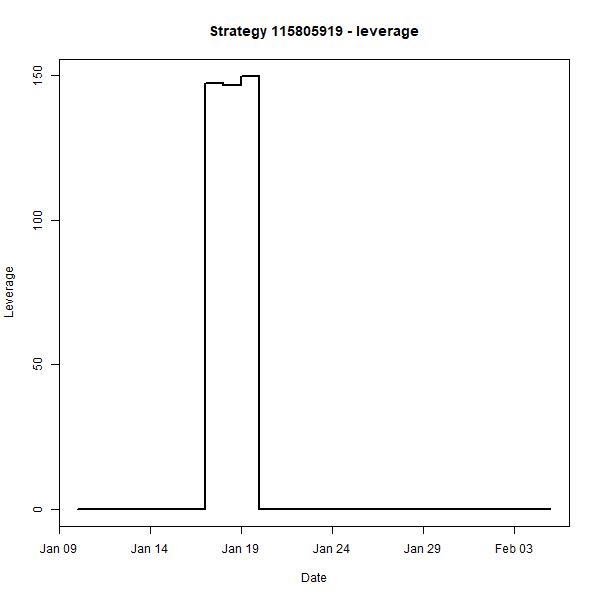 Strategy 115805919 - leverage
150
100
50
0
Leverage
Jan 09 Jan 14 Jan 19 Jan 24 Jan 29 Feb 03
Date